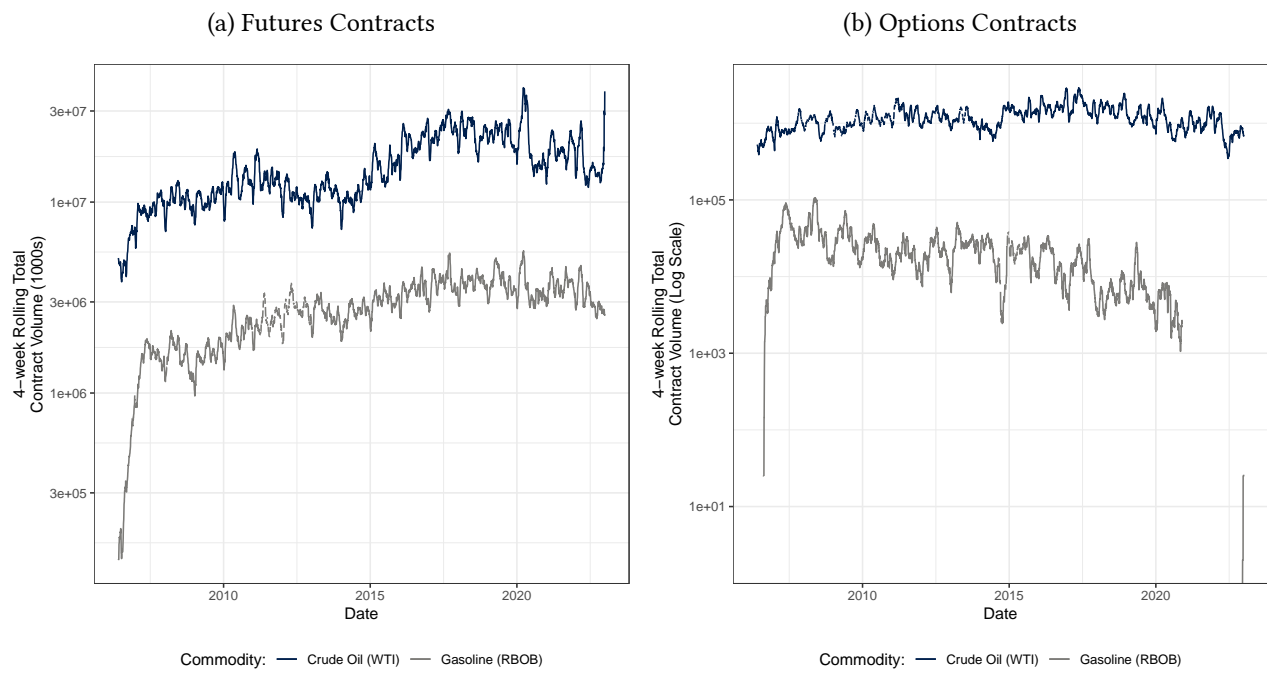 (a) Futures Contracts
4−week Rolling Total
Contract Volume (1000s)
3e+07
1e+07
3e+06
1e+06
3e+05
2010 2015 2020
Date
Commodity: Crude Oil (WTI) Gasoline (RBOB)
(b) Options Contracts
4−week Rolling Total
Contract Volume (Log Scale)
1e+05
1e+03
1e+01
2010 2015 2020
Date
Commodity: Crude Oil (WTI) Gasoline (RBOB)